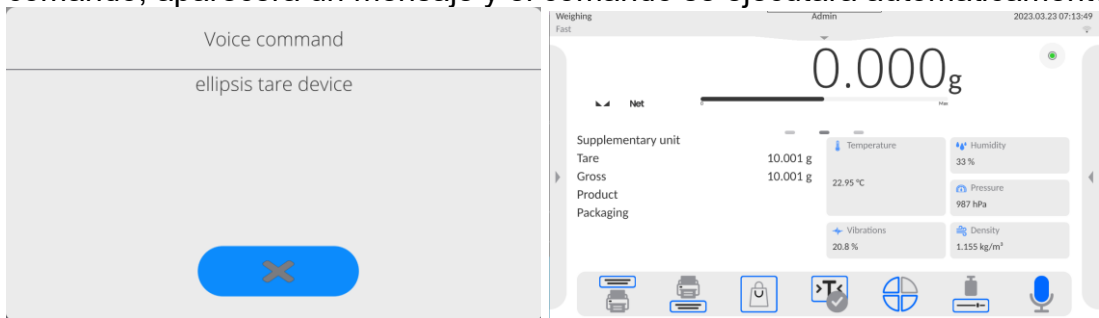 comando, aparecerá un mensaje y el comando se ejecutará automáticament
Voice command
ellipsis tare device
Weighing
Admin
2023.03.23 07:13:49
Fast
0.000g
Net
0
Max
Supplementary unit
Tare 10.001 g
Gross 10.001 g
Product
Packaging
Temperature
22.95 °C
Humidity
33 %
Pressure
987 hPa
Vibrations
20.8 %
Density
1.155 kg/m³
>T<